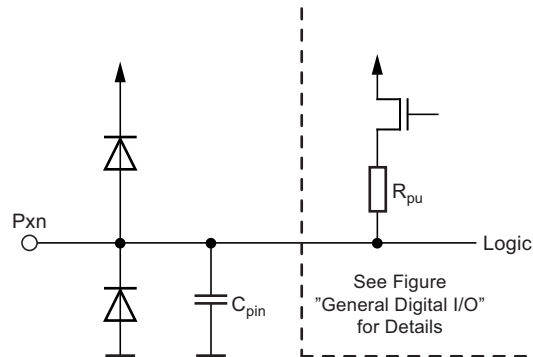 Pxn
Rpu
Logic
Cpin
See Figure
"General Digital I/O"
for Details